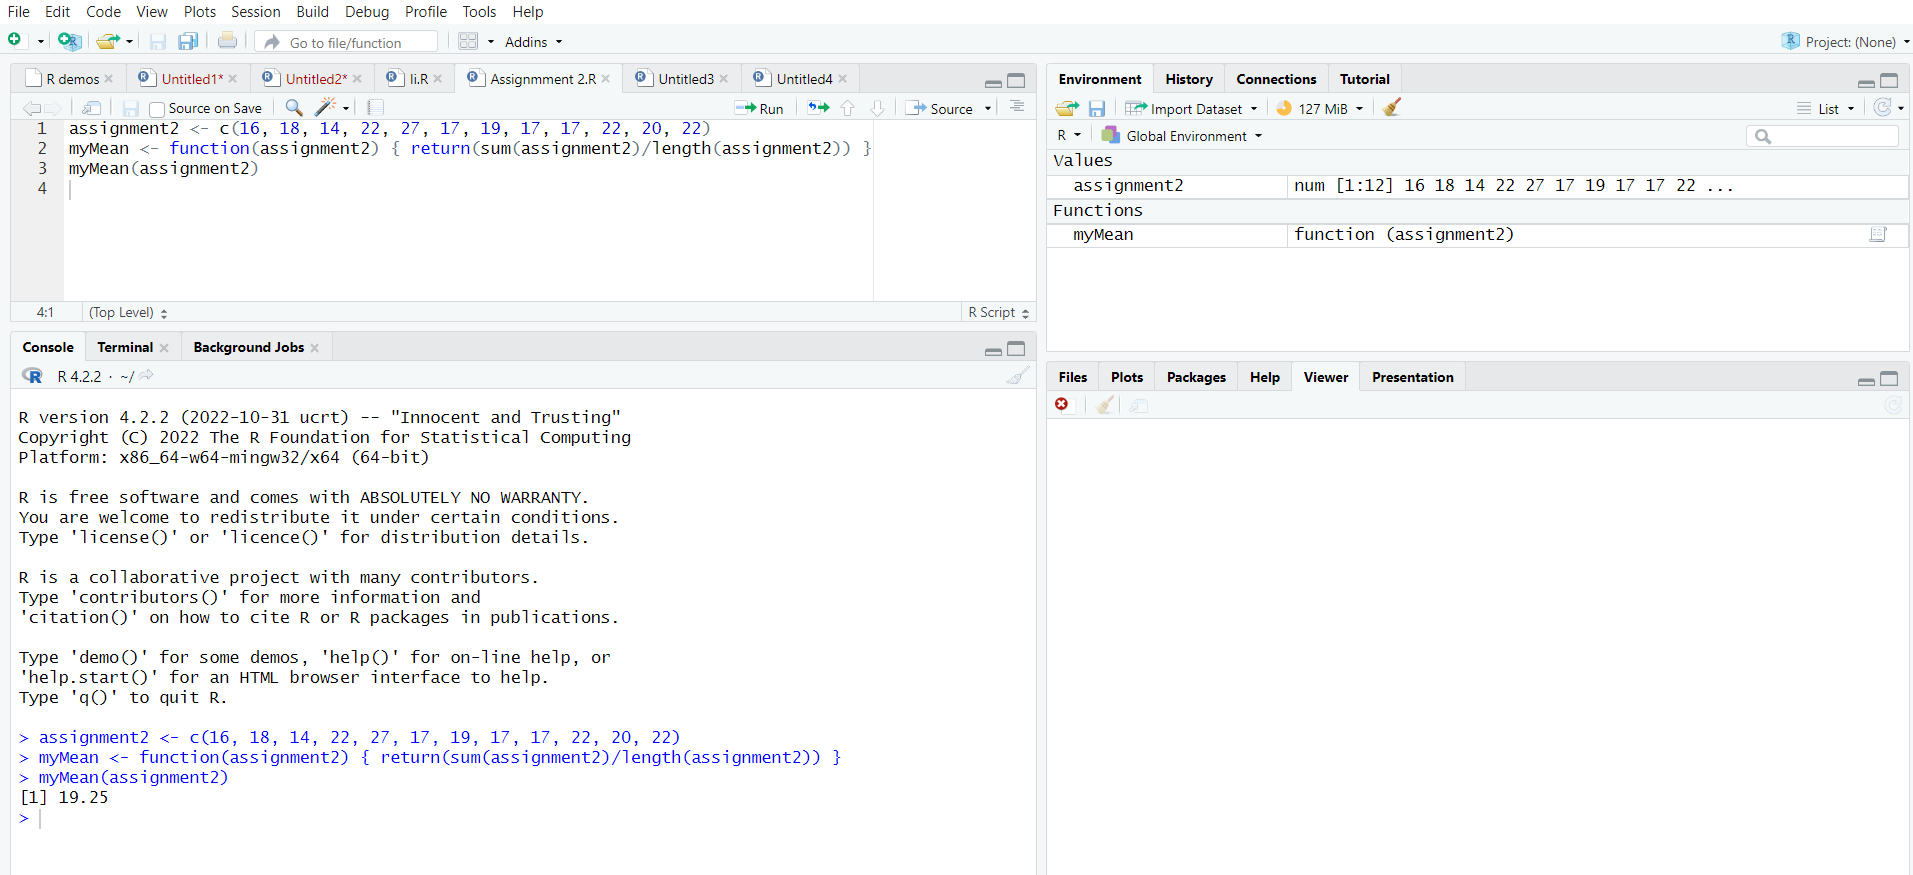 File Edit Code View Plots Session Build Debug Profile Tools Help
Go to file/function Addins Project: (None)
R demos Untitled1* Untitled2* li.R Assignmment 2.R Untitled3 Untitled4
Source on Save Run Source
1 assignment2 <- c(16, 18, 14, 22, 27, 17, 19, 17, 17, 22, 20, 22)
2 myMean <- function(assignment2) { return(sum(assignment2)/length(assignment2)) }
3 myMean(assignment2)
4
4:1 (Top Level) R Script
Console Terminal Background Jobs
R 4.2.2 · ~/
R version 4.2.2 (2022-10-31 ucrt) -- "Innocent and Trusting"
Copyright (C) 2022 The R Foundation for Statistical Computing
Platform: x86_64-w64-mingw32/x64 (64-bit)
R is free software and comes with ABSOLUTELY NO WARRANTY.
You are welcome to redistribute it under certain conditions.
Type 'license()' or 'licence()' for distribution details.
R is a collaborative project with many contributors.
Type 'contributors()' for more information and
'citation()' on how to cite R or R packages in publications.
Type 'demo()' for some demos, 'help()' for on-line help, or
'help.start()' for an HTML browser interface to help.
Type 'q()' to quit R.
> assignment2 <- c(16, 18, 14, 22, 27, 17, 19, 17, 17, 22, 20, 22)
> myMean <- function(assignment2) { return(sum(assignment2)/length(assignment2)) }
> myMean(assignment2)
[1] 19.25
>
Environment History Connections Tutorial
Import Dataset 127 MiB List
R Global Environment
Values
assignment2 num [1:12] 16 18 14 22 27 17 19 17 17 22 ...
Functions
myMean function (assignment2)
Files Plots Packages Help Viewer Presentation